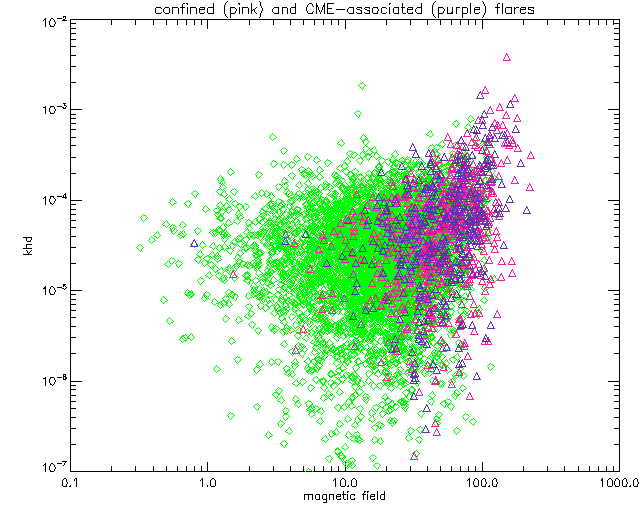 confined (pink) and CME-associated (purple) flares
10-2
10-3
10-4
10-5
10-6
10-7
khd
0.1 1.0 10.0 100.0 1000.0
magnetic field